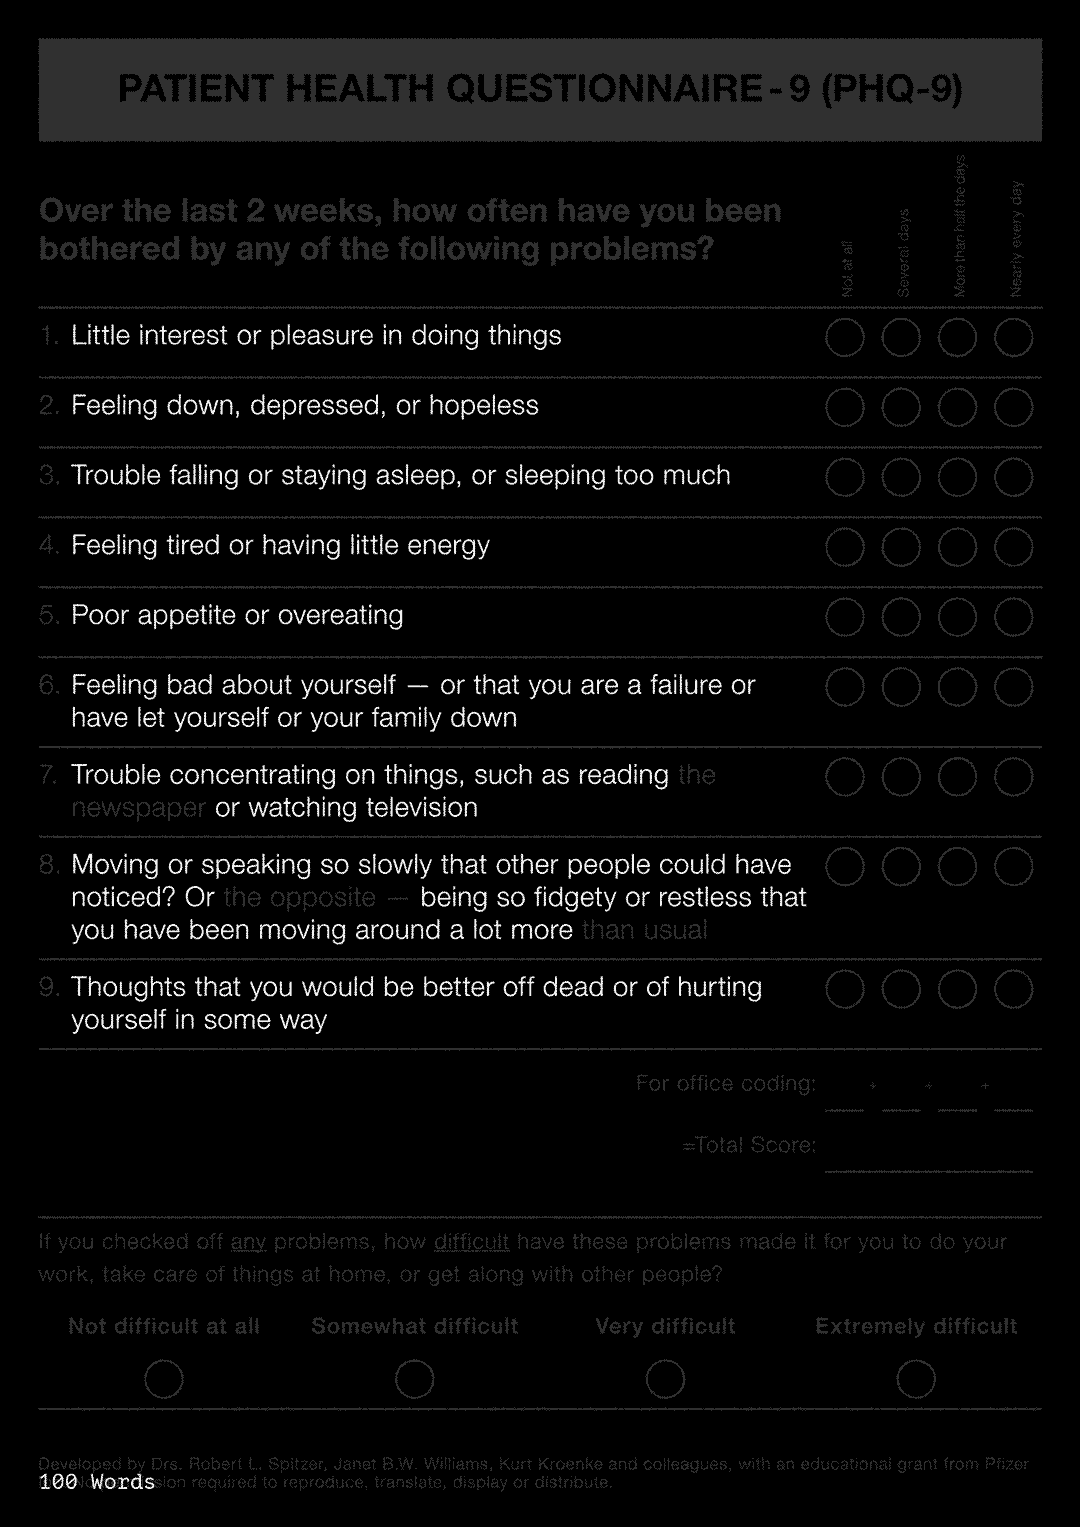 PATIENT HEALTH QUESTIONNAIRE - 9 (PHQ-9)
Over the last 2 weeks, how often have you been
bothered by any of the following problems?
Not at all
Several days
More than half the days
Nearly every day
1. Little interest or pleasure in doing things
2. Feeling down, depressed, or hopeless
3. Trouble falling or staying asleep, or sleeping too much
4. Feeling tired or having little energy
5. Poor appetite or overeating
6. Feeling bad about yourself — or that you are a failure or
have let yourself or your family down
7. Trouble concentrating on things, such as reading the
newspaper or watching television
8. Moving or speaking so slowly that other people could have
noticed? Or the opposite — being so fidgety or restless that
you have been moving around a lot more than usual
9. Thoughts that you would be better off dead or of hurting
yourself in some way
For office coding: + + +
=Total Score:
If you checked off any problems, how difficult have these problems made it for you to do your
work, take care of things at home, or get along with other people?
Not difficult at all
Somewhat difficult
Very difficult
Extremely difficult
Developed by Drs. Robert L. Spitzer, Janet B.W. Williams, Kurt Kroenke and colleagues, with an educational grant from Pfizer
required to reproduce, translate, display or distribute.
100 Words